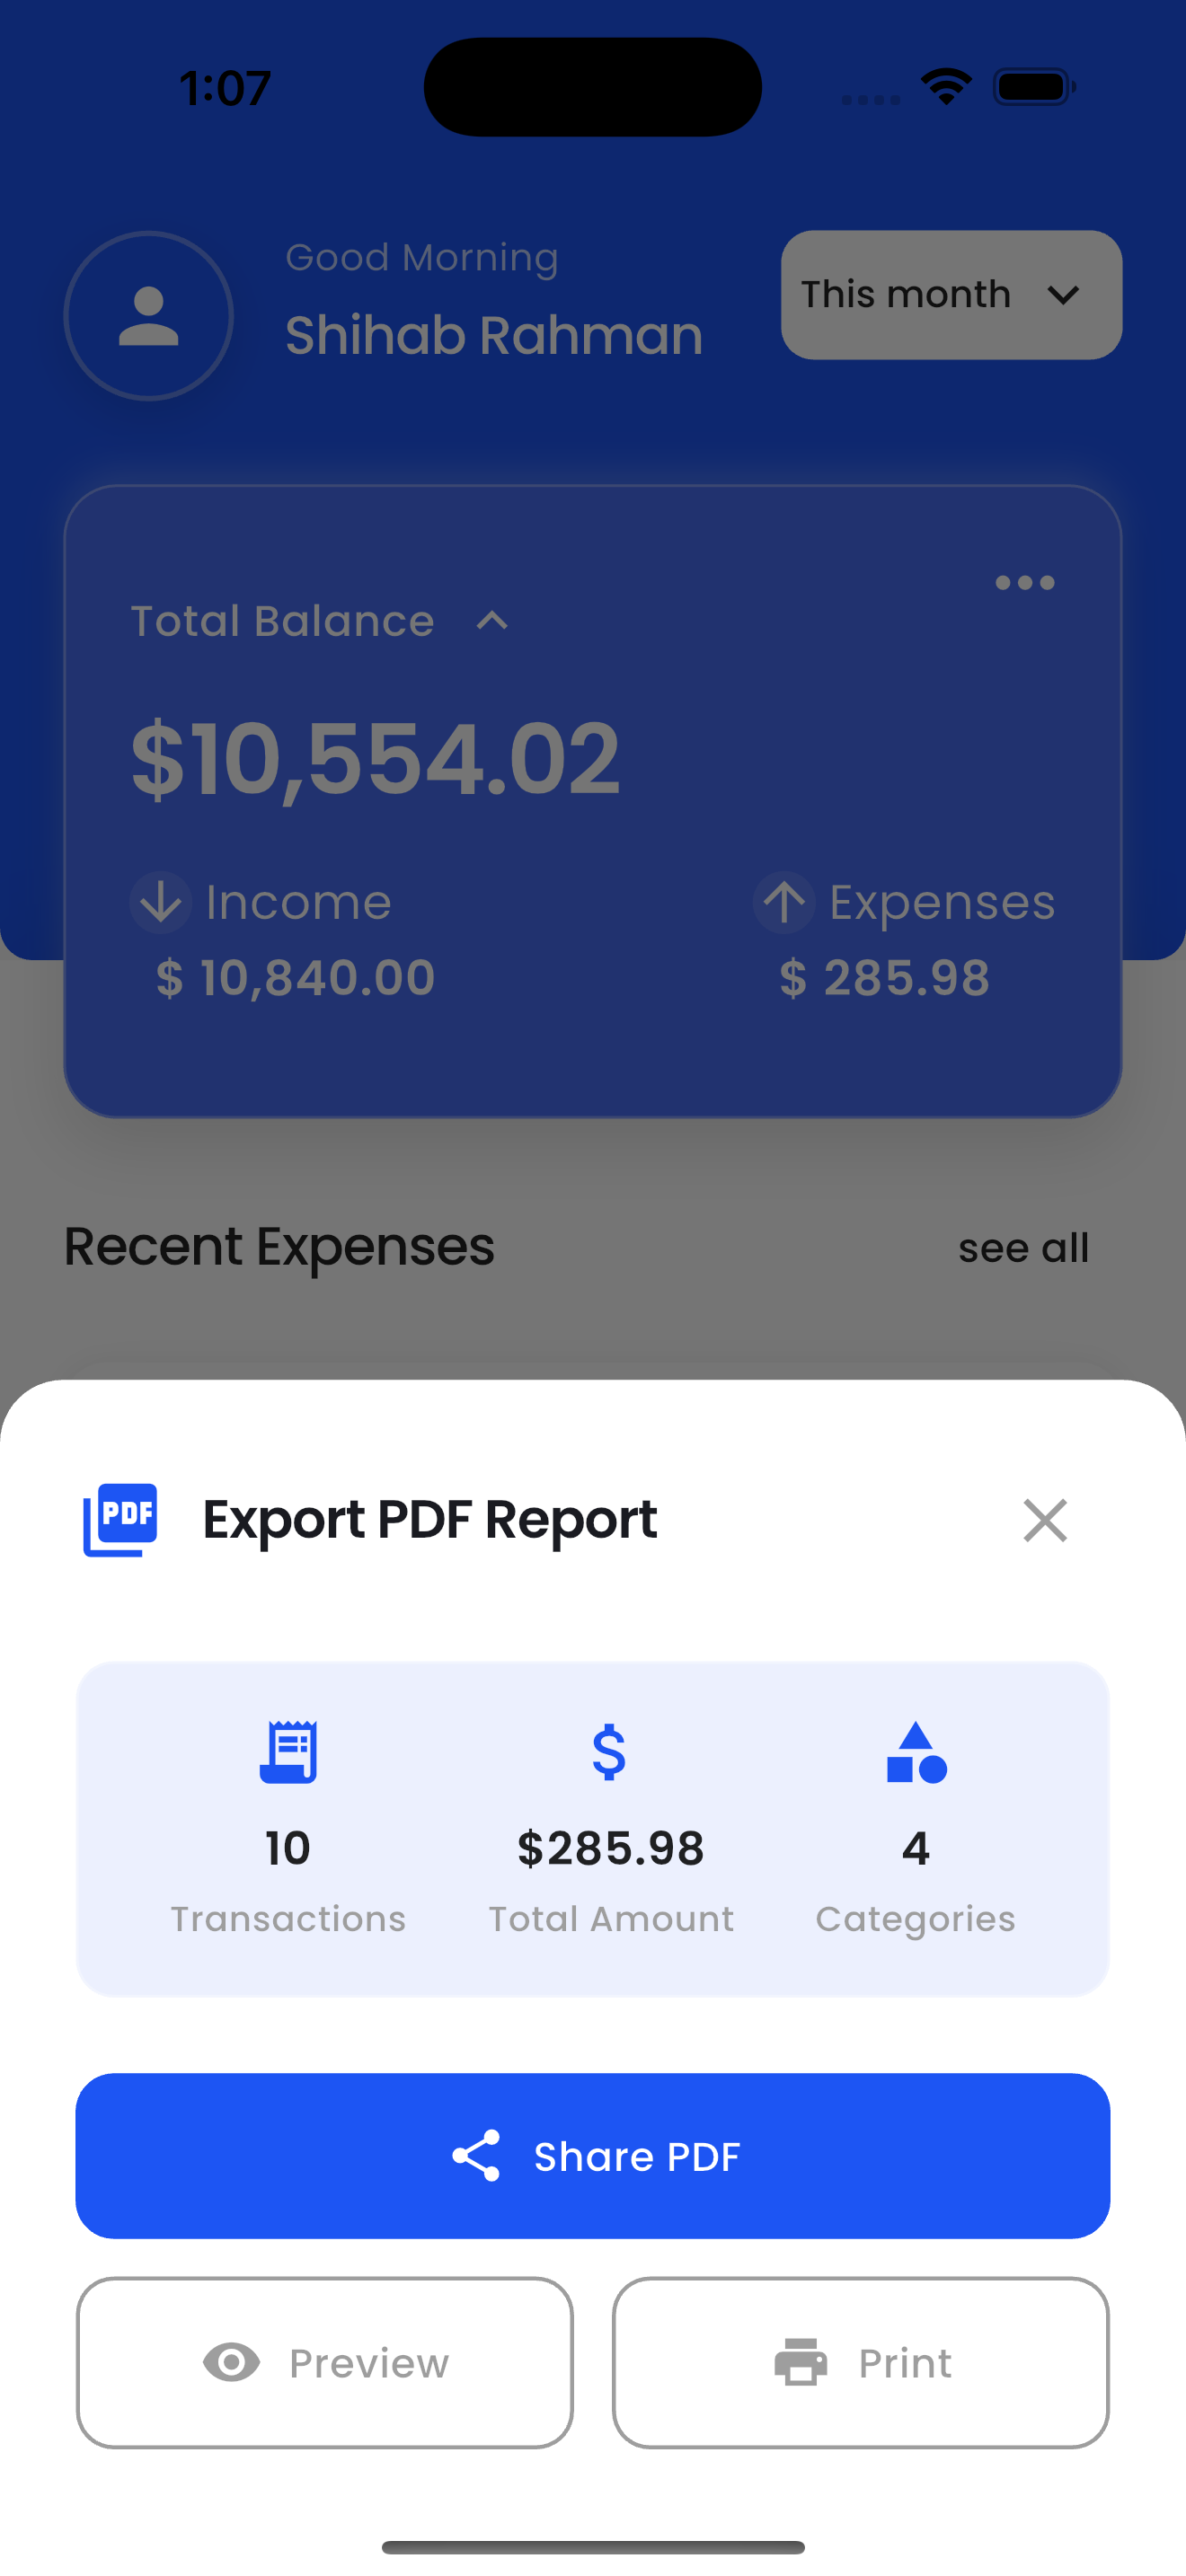 1:07
Good Morning
Shihab Rahman
This month
Total Balance
$10,554.02
Income
Expenses
$ 10,840.00
$ 285.98
Recent Expenses
see all
PDF
Export PDF Report
10
$285.98
4
Transactions
Total Amount
Categories
Share PDF
Preview
Print